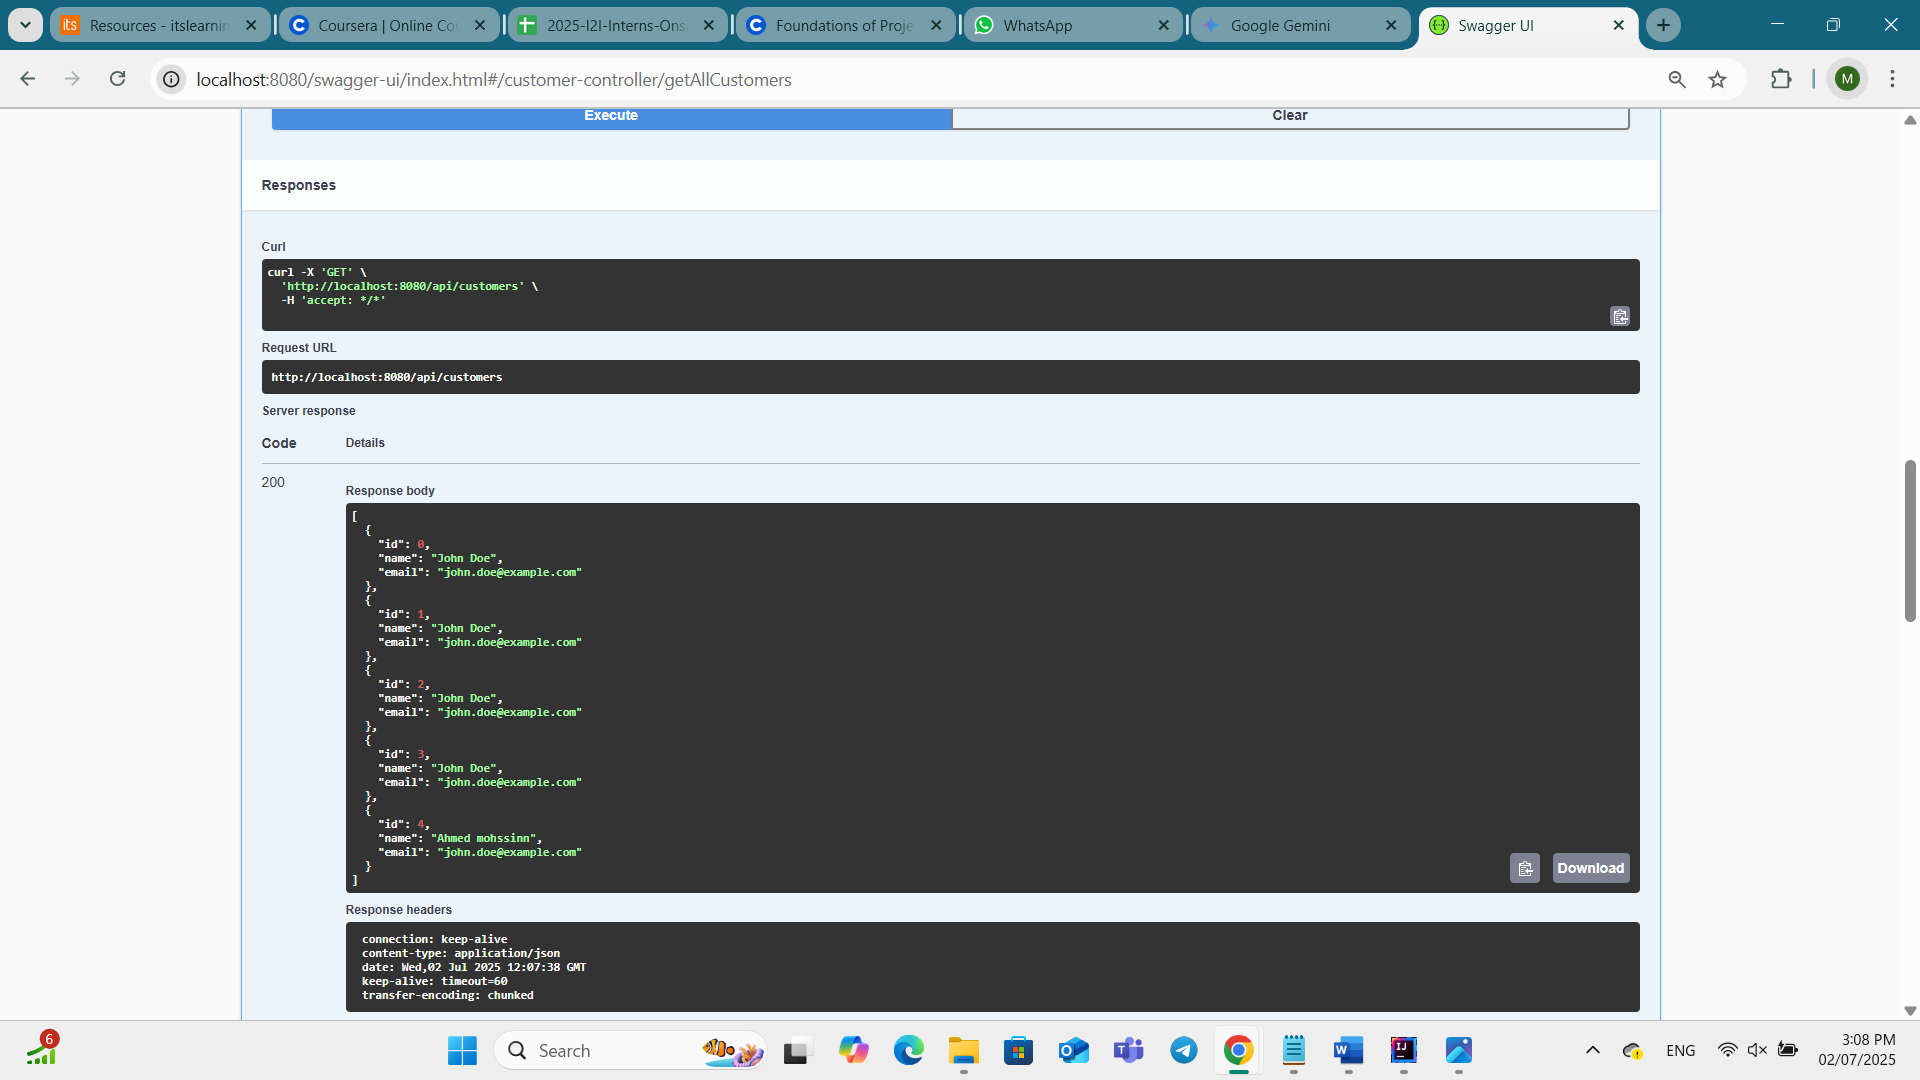 Resources - itslearnin
Coursera | Online Co
2025-I2I-Interns-Ons
Foundations of Proje
WhatsApp
Google Gemini
Swagger UI
localhost:8080/swagger-ui/index.html#/customer-controller/getAllCustomers
M
Execute
Clear
Responses
Curl
curl -X 'GET' \
'http://localhost:8080/api/customers' \
-H 'accept: */*'
Request URL
http://localhost:8080/api/customers
Server response
Code Details
200
Response body
[
{
"id": 0,
"name": "John Doe",
"email": "john.doe@example.com"
},
{
"id": 1,
"name": "John Doe",
"email": "john.doe@example.com"
},
{
"id": 2,
"name": "John Doe",
"email": "john.doe@example.com"
},
{
"id": 3,
"name": "John Doe",
"email": "john.doe@example.com"
},
{
"id": 4,
"name": "Ahmed mohssinn",
"email": "john.doe@example.com"
}
]
Download
Response headers
connection: keep-alive
content-type: application/json
date: Wed,02 Jul 2025 12:07:38 GMT
keep-alive: timeout=60
transfer-encoding: chunked
6
Search
ENG
3:08 PM
02/07/2025